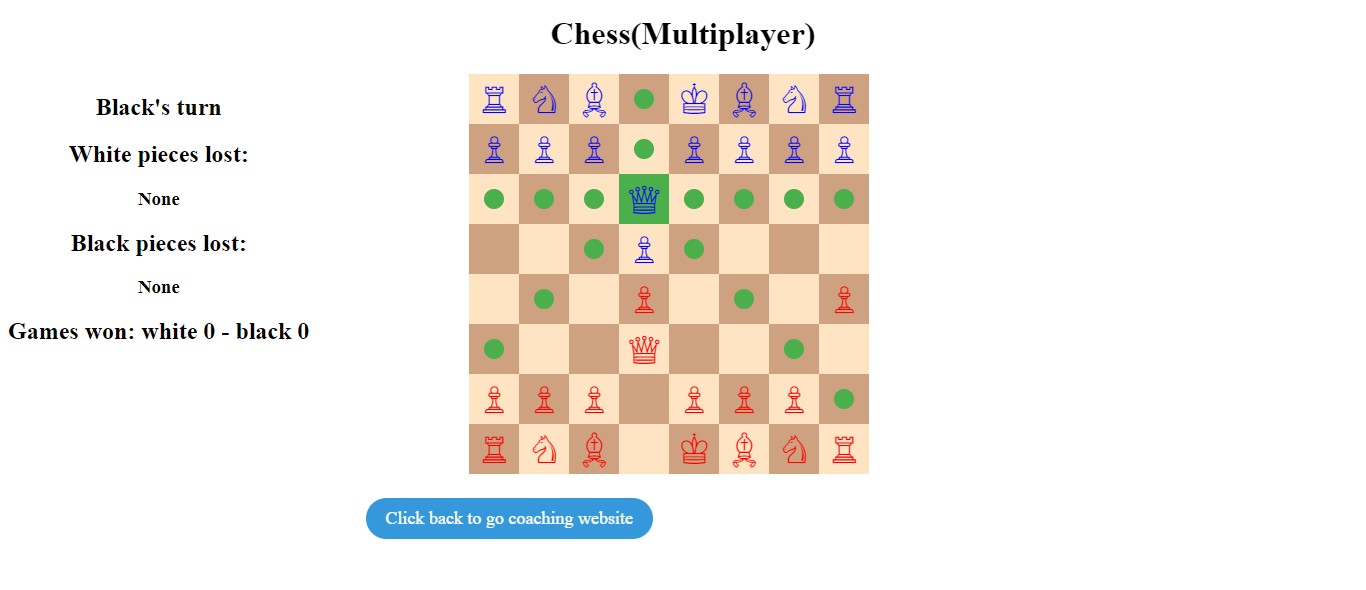 Chess(Multiplayer)
Black's turn
White pieces lost:
None
Black pieces lost:
None
Games won: white 0 - black 0
Click back to go coaching website